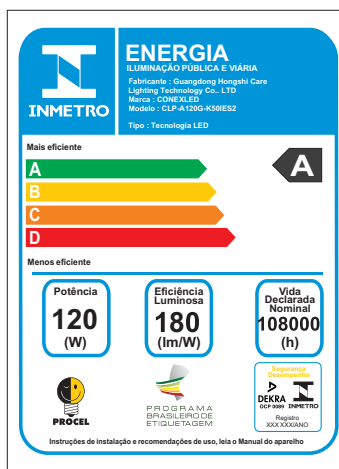 INMETRO
ENERGIA
ILUMINAÇÃO PÚBLICA E VIÁRIA
Fabricante : Guangdong Hongshi Care
Lighting Technology Co.. LTD
Marca : CONEXLED
Modelo : CLP-A120G-K50IES2
Tipo : Tecnologia LED
Mais eficiente
A
A
B
C
D
Menos eficiente
Potência
120
(W)
Eficiência
Luminosa
180
(lm/W)
Vida
Declarada
Nominal
108000
(h)
PROCEL
PROGRAMA
BRASILEIRO DE
ETIQUETAGEM
Segurança
Desempenho
DEKRA
OCP 0089
INMETRO
Registro
XXX XXX/ANO
Instruções de instalação e recomendações de uso, leia o Manual do aparelho